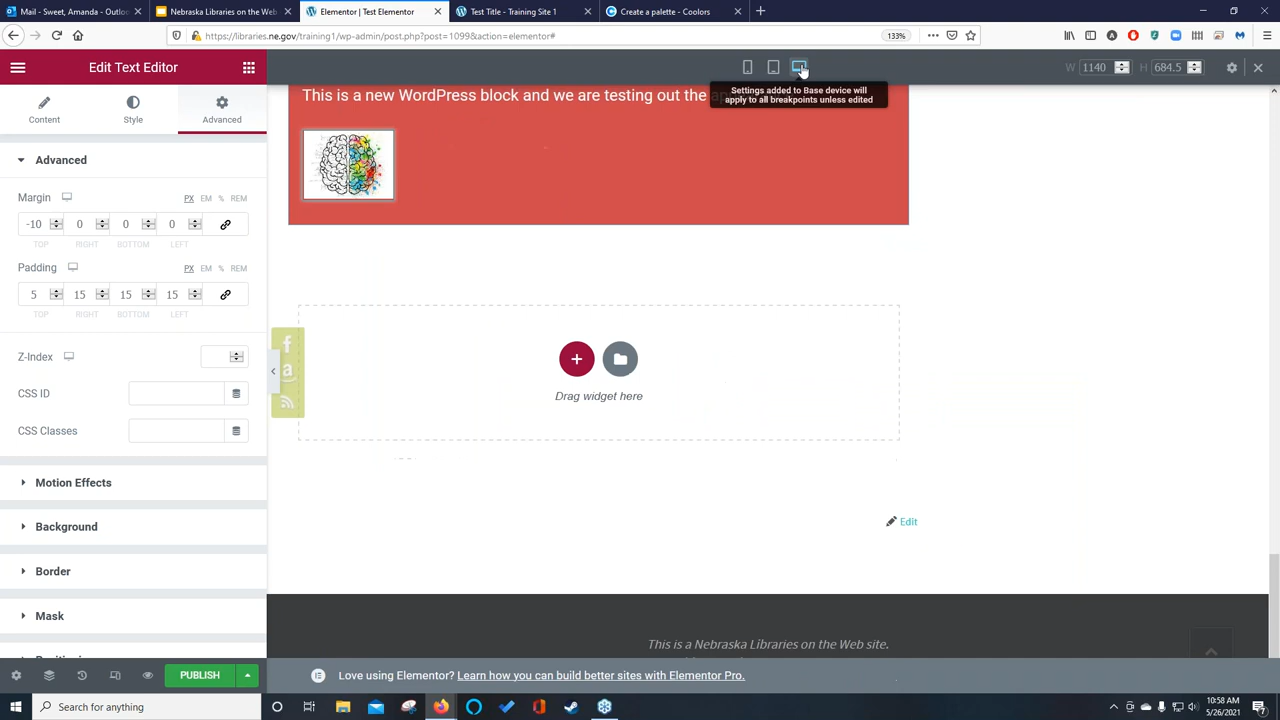 Mail – Sweet, Amanda - Outlo
Nebraska Libraries on the Web
Elementor | Test Elementor
Test Title - Training Site 1
Create a palette - Coolors
https://libraries.ne.gov/training1/wp-admin/post.php?post=1099&action=elementor#
133%
Edit Text Editor
W 1140 H 684.5
Settings added to Base device will
apply to all breakpoints unless edited
This is a new WordPress block and we are testing out the
Content Style Advanced
Advanced
Margin PX EM % REM
-10 0 0 0
TOP RIGHT BOTTOM LEFT
Padding PX EM % REM
5 15 15 15
TOP RIGHT BOTTOM LEFT
Z-Index
CSS ID
CSS Classes
Motion Effects
Background
Border
Mask
Drag widget here
Edit
This is a Nebraska Libraries on the Web site.
PUBLISH
Love using Elementor? Learn how you can build better sites with Elementor Pro.
Search for anything
10:58 AM
5/26/2021
7